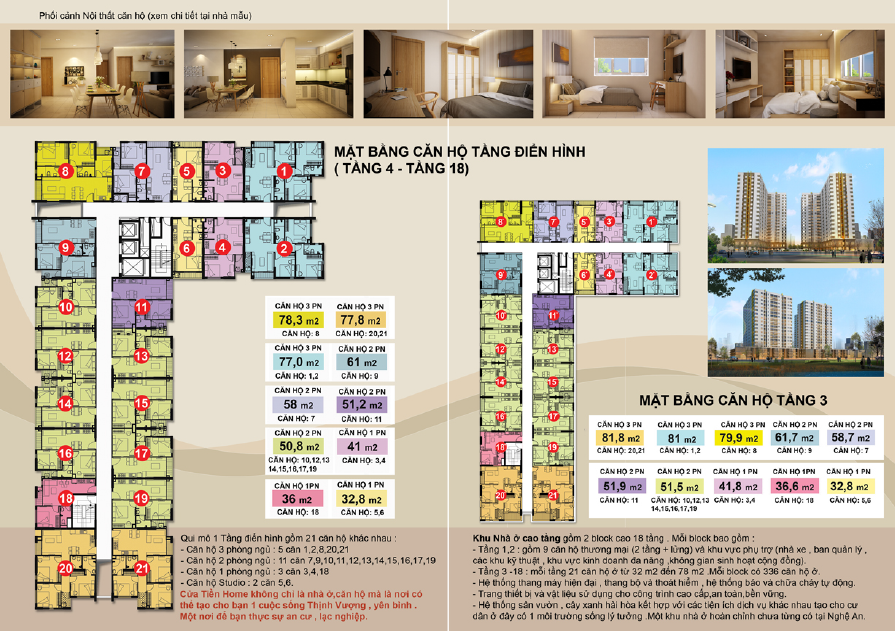 Phối cảnh Nội thất căn hộ (xem chi tiết tại nhà mẫu)
MẶT BẰNG CĂN HỘ TẦNG ĐIỂN HÌNH
( TẦNG 4 - TẦNG 18)
8 7 5 3 1
9 6 4 2
10 11
12 13
14 15
16 17
18 19
20 21
CĂN HỘ 3 PN CĂN HỘ 3 PN
78,3 m2 77,8 m2
CĂN HỘ: 8 CĂN HỘ: 20,21
CĂN HỘ 3 PN CĂN HỘ 2 PN
77,0 m2 61 m2
CĂN HỘ: 1,2 CĂN HỘ: 9
CĂN HỘ 2 PN CĂN HỘ 2 PN
58 m2 51,2 m2
CĂN HỘ: 7 CĂN HỘ: 11
CĂN HỘ 2 PN CĂN HỘ 1 PN
50,8 m2 41 m2
CĂN HỘ: 10,12,13 CĂN HỘ: 3,4
14,15,16,17,19
CĂN HỘ 1PN CĂN HỘ 1 PN
36 m2 32,8 m2
CĂN HỘ: 18 CĂN HỘ: 5,6
8 7 5 3 1
9 6 4 2
10 11
12 13
14 15
16 17
18 19
20 21
MẶT BẰNG CĂN HỘ TẦNG 3
CĂN HỘ 3 PN CĂN HỘ 3 PN CĂN HỘ 3 PN CĂN HỘ 2 PN CĂN HỘ 2 PN
81,8 m2 81 m2 79,9 m2 61,7 m2 58,7 m2
CĂN HỘ: 20,21 CĂN HỘ: 1,2 CĂN HỘ: 8 CĂN HỘ: 9 CĂN HỘ: 7
CĂN HỘ 2 PN CĂN HỘ 2 PN CĂN HỘ 1 PN CĂN HỘ 1PN CĂN HỘ 1 PN
51,9 m2 51,5 m2 41,8 m2 36,6 m2 32,8 m2
CĂN HỘ: 11 CĂN HỘ: 10,12,13 CĂN HỘ: 3,4 CĂN HỘ: 18 CĂN HỘ: 5,6
14,15,16,17,19
Qui mô 1 Tầng điển hình gồm 21 căn hộ khác nhau :
- Căn hộ 3 phòng ngủ : 5 căn 1,2,8,20,21
- Căn hộ 2 phòng ngủ : 11 căn 7,9,10,11,12,13,14,15,16,17,19
- Căn hộ 1 phòng ngủ : 3 căn 3,4,18
- Căn hộ Studio : 2 căn 5,6.
Cửa Tiền Home không chỉ là nhà ở,căn hộ mà là nơi có
thể tạo cho bạn 1 cuộc sống Thịnh Vượng , yên bình .
Một nơi để bạn thực sự an cư , lạc nghiệp.
Khu Nhà ở cao tầng gồm 2 block cao 18 tầng . Mỗi block bao gồm :
- Tầng 1,2 : gồm 9 căn hộ thương mại (2 tầng + lửng) và khu vực phụ trợ (nhà xe , ban quản lý ,
các khu kỹ thuật , khu vực kinh doanh đa năng ,không gian sinh hoạt cộng đồng).
- Tầng 3 -18 : mỗi tầng 21 căn hộ ở từ 32 m2 đến 78 m2 .Mỗi block có 336 căn hộ ở.
- Hệ thống thang máy hiện đại , thang bộ và thoát hiểm , hệ thống báo và chữa cháy tự động.
- Trang thiết bị và vật liệu sử dụng cho công trình cao cấp,an toàn,bền vững.
- Hệ thống sân vườn , cây xanh hài hòa kết hợp với các tiện ích dịch vụ khác nhau tạo cho cư
dân ở đây có 1 môi trường sống lý tưởng .Một khu nhà ở hoàn chỉnh chưa từng có tại Nghệ An.